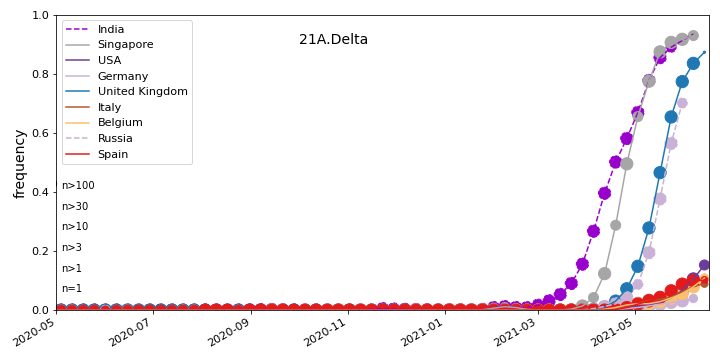 21A.Delta
India
Singapore
USA
Germany
United Kingdom
Italy
Belgium
Russia
Spain
n>100
n>30
n>10
n>3
n>1
n=1
frequency
1.0
0.8
0.6
0.4
0.2
0.0
2020-05
2020-07
2020-09
2020-11
2021-01
2021-03
2021-05